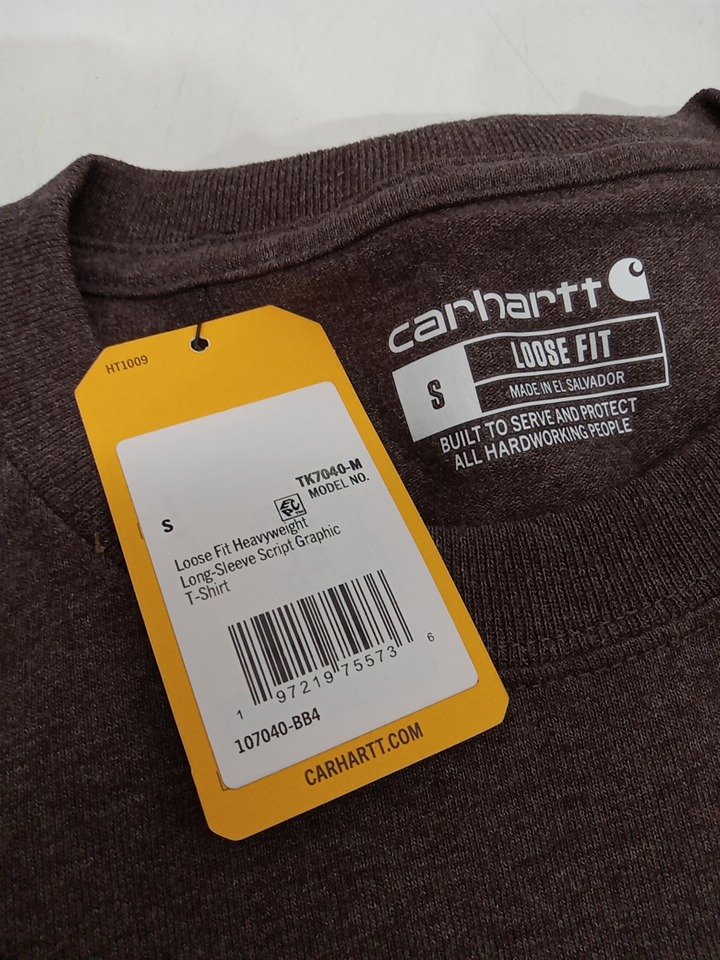 HT1009
TK7040-M
MODEL NO.
S
Loose Fit Heavyweight
Long-Sleeve Script Graphic
T-Shirt
1 97219 75573 6
107040-BB4
CARHARTT.COM
carhartt
S
LOOSE FIT
MADE IN EL SALVADOR
BUILT TO SERVE AND PROTECT
ALL HARDWORKING PEOPLE